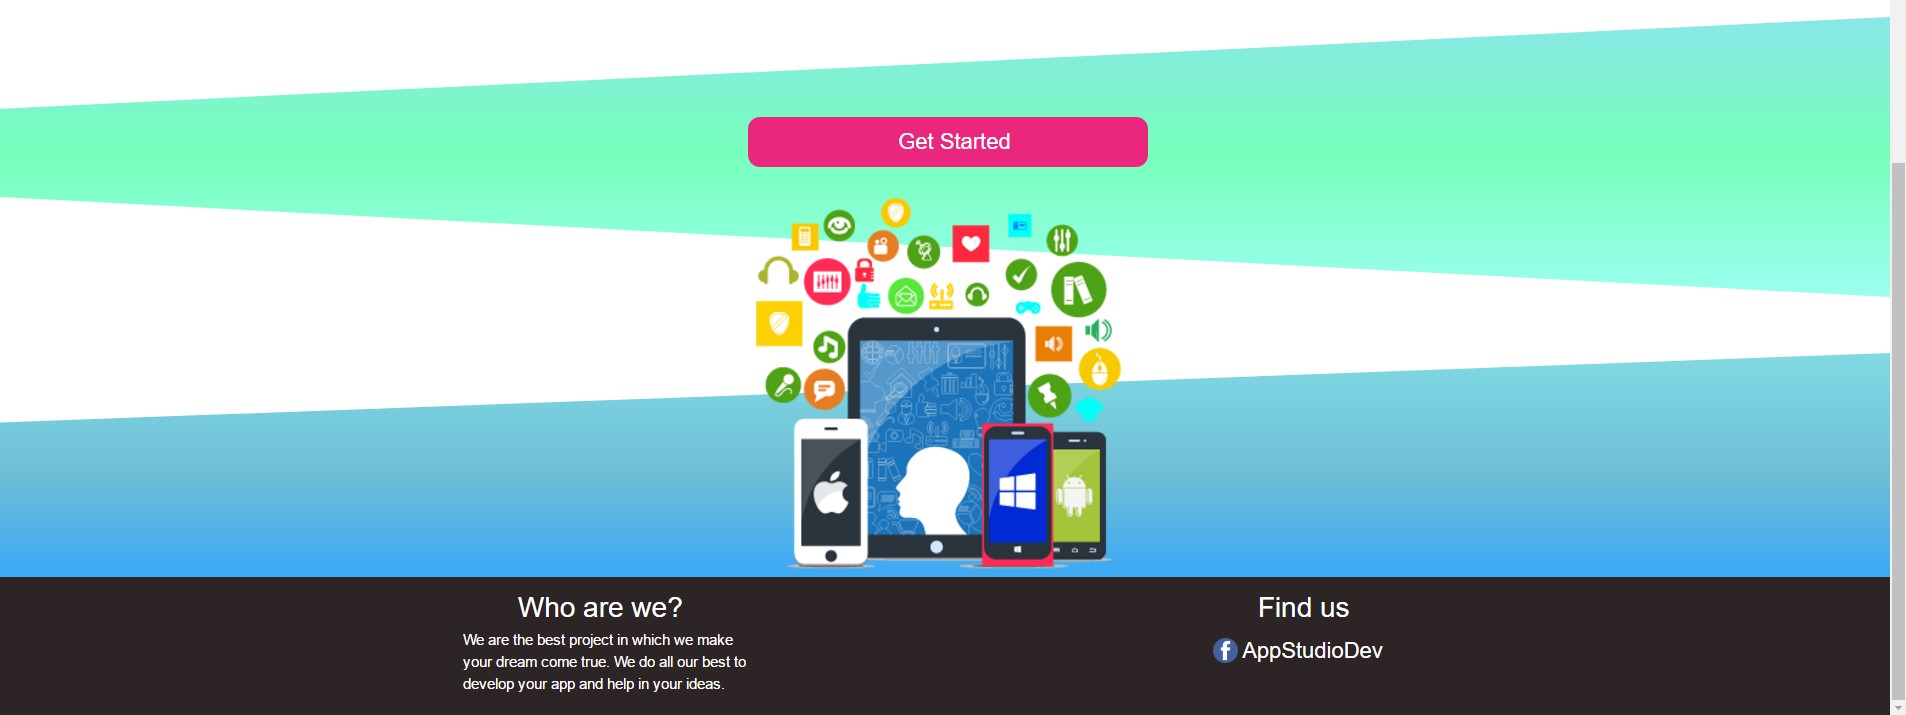 Get Started
Who are we?
We are the best project in which we make
your dream come true. We do all our best to
develop your app and help in your ideas.
Find us
AppStudioDev